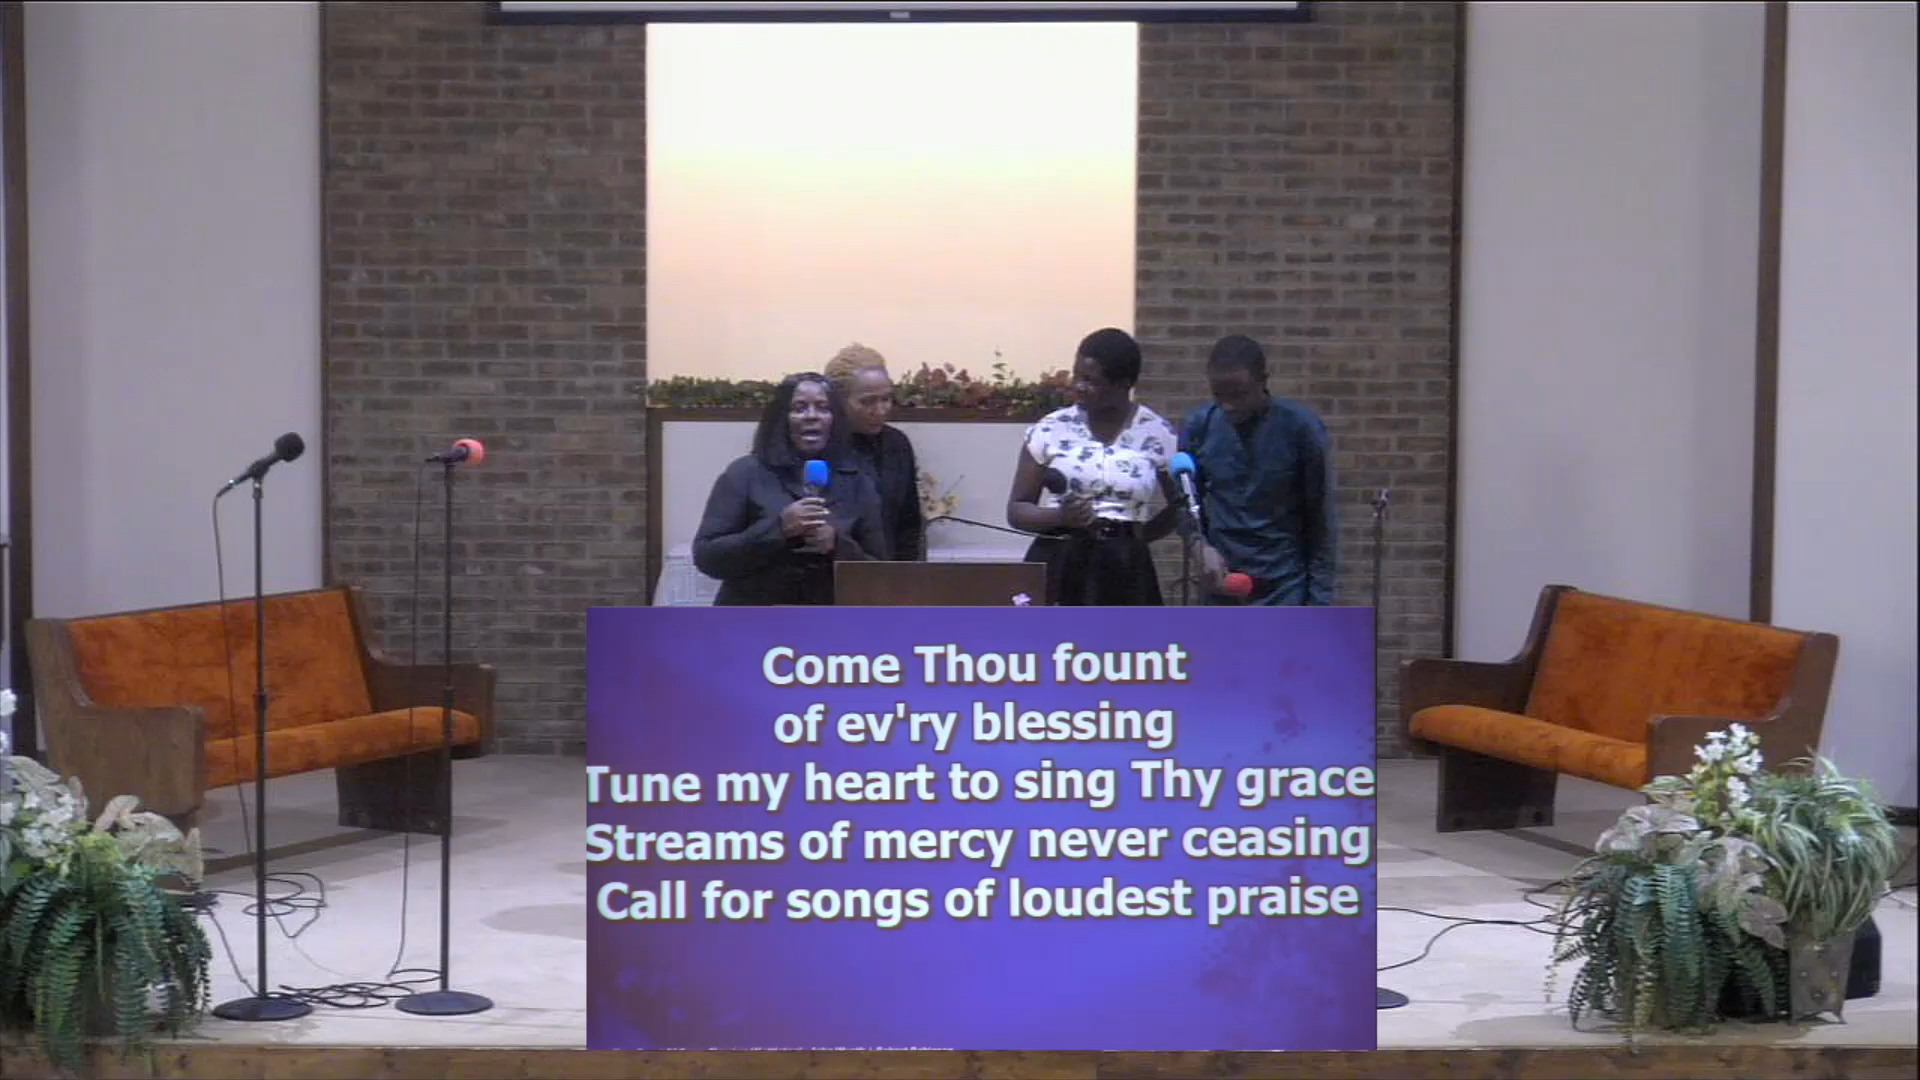 Come Thou fount
of ev'ry blessing
Tune my heart to sing Thy grace
Streams of mercy never ceasing
Call for songs of loudest praise